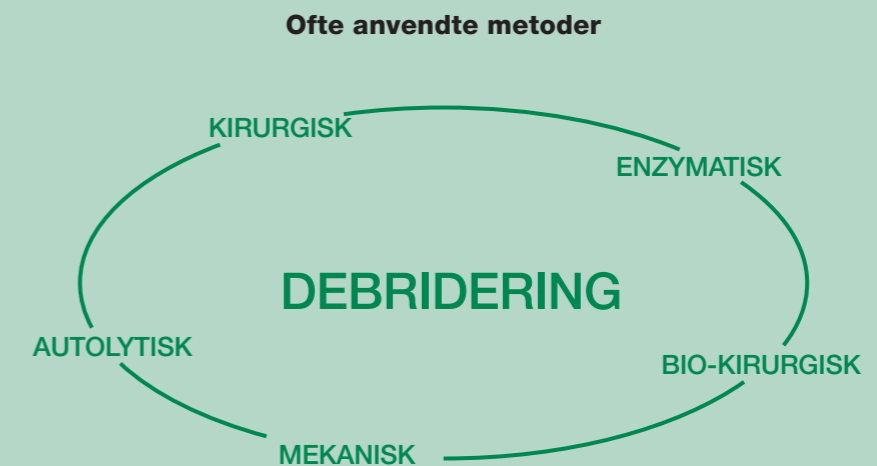 Ofte anvendte metoder
KIRURGISK
ENZYMATISK
DEBRIDERING
AUTOLYTISK
BIO-KIRURGISK
MEKANISK